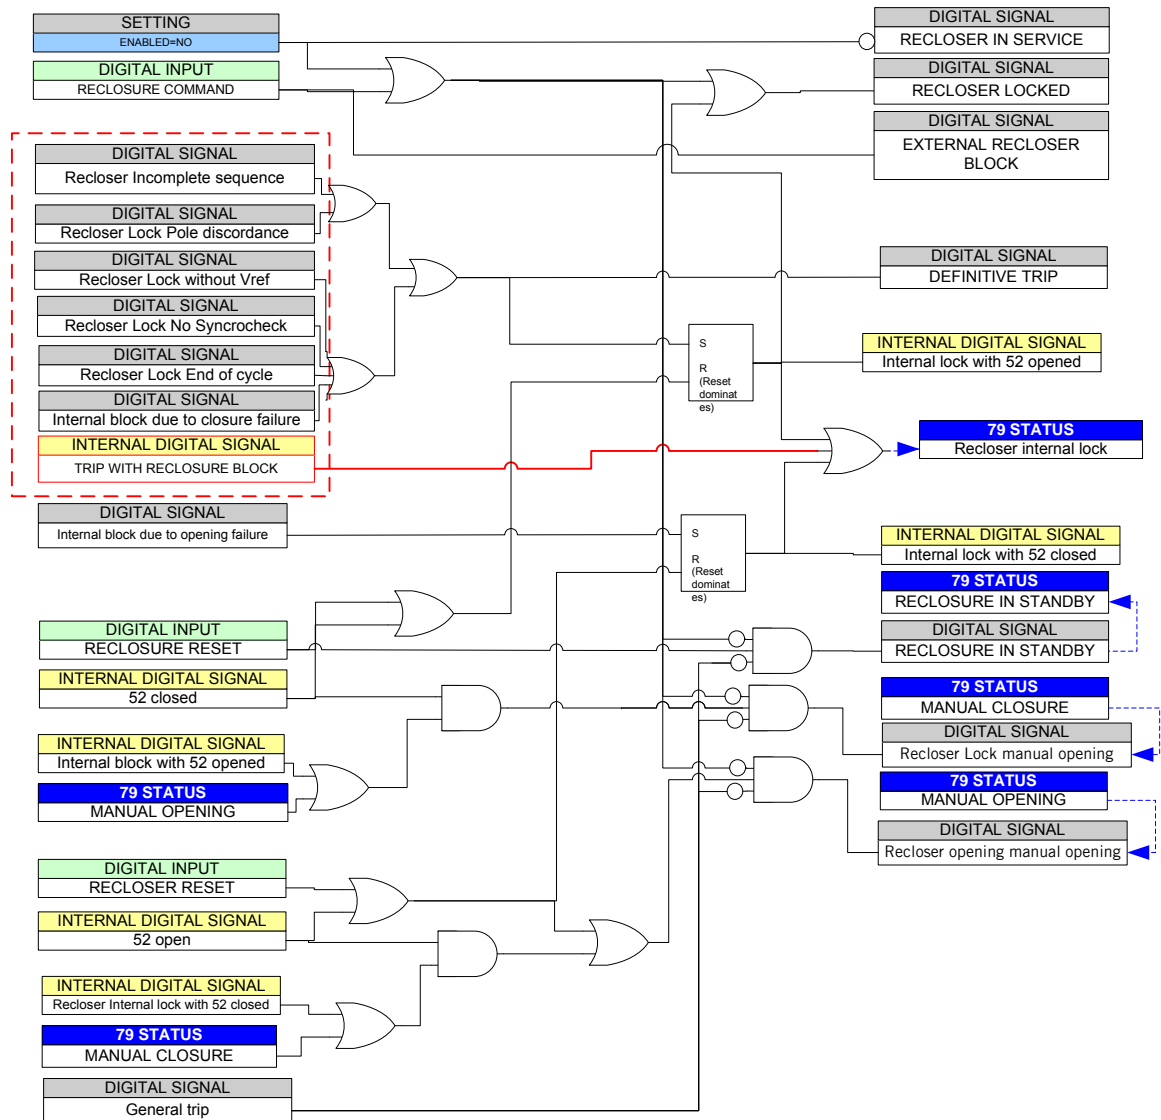 SETTING
ENABLED=NO
DIGITAL INPUT
RECLOSURE COMMAND
DIGITAL SIGNAL
Recloser Incomplete sequence
DIGITAL SIGNAL
Recloser Lock Pole discordance
DIGITAL SIGNAL
Recloser Lock without Vref
DIGITAL SIGNAL
Recloser Lock No Syncrocheck
DIGITAL SIGNAL
Recloser Lock End of cycle
DIGITAL SIGNAL
Internal block due to closure failure
INTERNAL DIGITAL SIGNAL
TRIP WITH RECLOSURE BLOCK
DIGITAL SIGNAL
Internal block due to opening failure
DIGITAL INPUT
RECLOSURE RESET
INTERNAL DIGITAL SIGNAL
52 closed
INTERNAL DIGITAL SIGNAL
Internal block with 52 opened
79 STATUS
MANUAL OPENING
DIGITAL INPUT
RECLOSER RESET
INTERNAL DIGITAL SIGNAL
52 open
INTERNAL DIGITAL SIGNAL
Recloser Internal lock with 52 closed
79 STATUS
MANUAL CLOSURE
DIGITAL SIGNAL
General trip
S
R
(Reset
dominat
es)
S
R
(Reset
dominat
es)
DIGITAL SIGNAL
RECLOSER IN SERVICE
DIGITAL SIGNAL
RECLOSER LOCKED
DIGITAL SIGNAL
EXTERNAL RECLOSER
BLOCK
DIGITAL SIGNAL
DEFINITIVE TRIP
INTERNAL DIGITAL SIGNAL
Internal lock with 52 opened
79 STATUS
Recloser internal lock
INTERNAL DIGITAL SIGNAL
Internal lock with 52 closed
79 STATUS
RECLOSURE IN STANDBY
DIGITAL SIGNAL
RECLOSURE IN STANDBY
79 STATUS
MANUAL CLOSURE
DIGITAL SIGNAL
Recloser Lock manual opening
79 STATUS
MANUAL OPENING
DIGITAL SIGNAL
Recloser opening manual opening